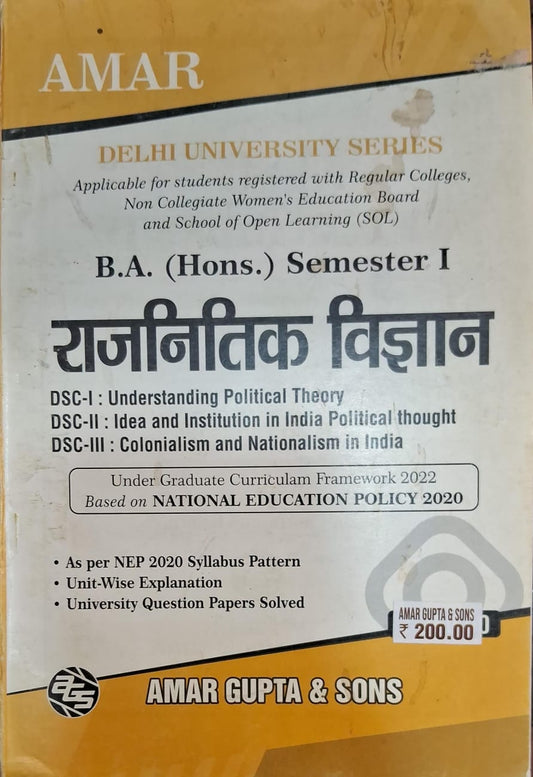 AMAR
DELHI UNIVERSITY SERIES
Applicable for students registered with Regular Colleges,
Non Collegiate Women's Education Board
and School of Open Learning (SOL)
B.A. (Hons.) Semester I
राजनितिक विज्ञान
DSC-I : Understanding Political Theory
DSC-II : Idea and Institution in India Political thought
DSC-III : Colonialism and Nationalism in India
Under Graduate Curriculam Framework 2022
Based on NATIONAL EDUCATION POLICY 2020
• As per NEP 2020 Syllabus Pattern
• Unit-Wise Explanation
• University Question Papers Solved
AMAR GUPTA & SONS
₹ 200.00
ags
AMAR GUPTA & SONS